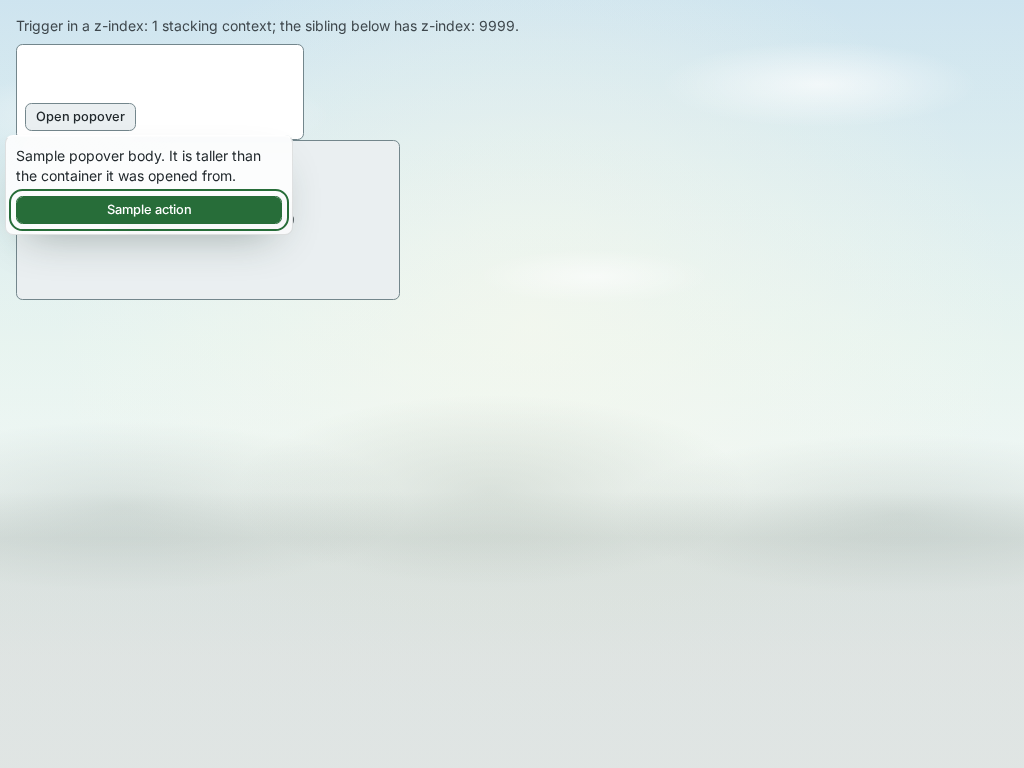 Trigger in a z-index: 1 stacking context; the sibling below has z-index: 9999.
Open popover
Sample popover body. It is taller than
the container it was opened from.
Sample action